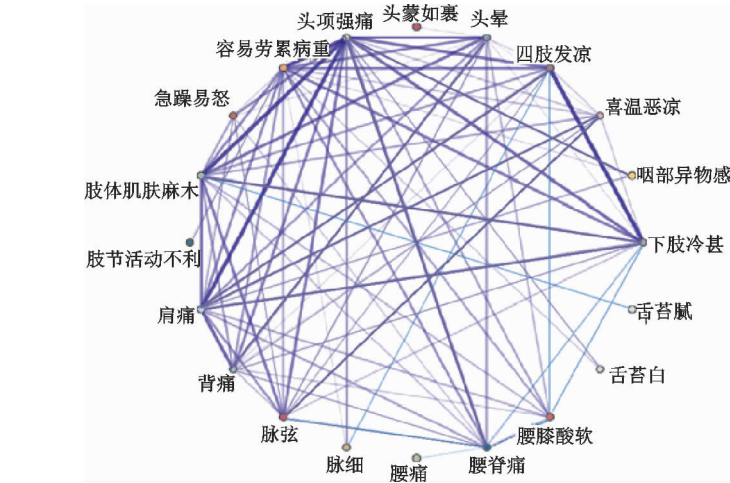 头项强痛
头蒙如裹
头晕
容易劳累病重
四肢发凉
急躁易怒
喜温恶凉
肢体肌肤麻木
咽部异物感
肢节活动不利
下肢冷甚
肩痛
舌苔腻
背痛
舌苔白
脉弦
腰膝酸软
脉细
腰痛
腰脊痛